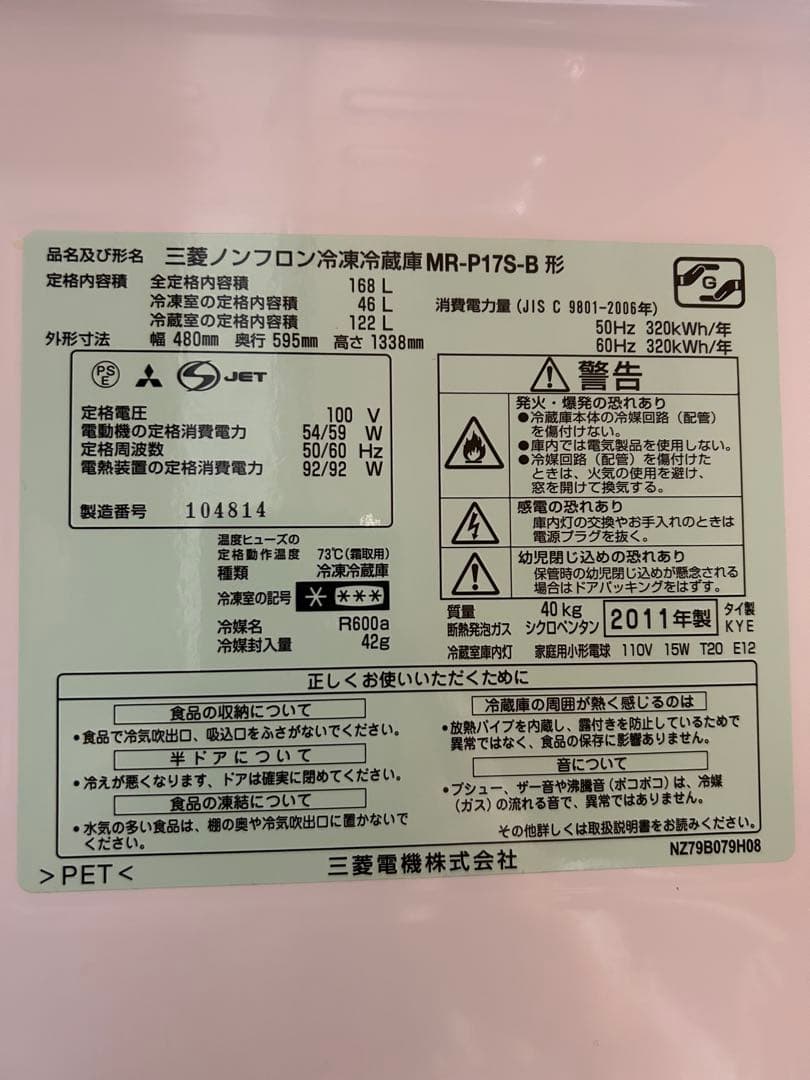 品名及び形名 三菱ノンフロン冷凍冷蔵庫 MR-P17S-B 形
定格内容積 全定格内容積 168 L
冷凍室の定格内容積 46 L
冷蔵室の定格内容積 122 L
外形寸法 幅 480mm 奥行 595mm 高さ 1338mm
消費電力量 (JIS C 9801-2006年)
50Hz 320kWh/年
60Hz 320kWh/年
G
PS
E
S JET
定格電圧 100 V
電動機の定格消費電力 54/59 W
定格周波数 50/60 Hz
電熱装置の定格消費電力 92/92 W
製造番号 104814
温度ヒューズの
定格動作温度 73℃(霜取用)
種類 冷凍冷蔵庫
冷凍室の記号 * ***
冷媒名 R600a
冷媒封入量 42g
警告
発火・爆発の恐れあり
●冷蔵庫本体の冷媒回路(配管)
を傷付けない。
●庫内では電気製品を使用しない。
●冷媒回路(配管)を傷付けた
ときは、火気の使用を避け、
窓を開けて換気する。
感電の恐れあり
庫内灯の交換やお手入れのときは
電源プラグを抜く。
幼児閉じ込めの恐れあり
保管時の幼児閉じ込めが懸念される
場合はドアパッキングをはずす。
質量 40kg
断熱発泡ガス シクロペンタン
2011年製
タイ製
KYE
冷蔵室庫内灯 家庭用小形電球 110V 15W T20 E12
正しくお使いいただくために
食品の収納について
・食品で冷気吹出口、吸込口をふさがないでください。
半ドアについて
・冷えが悪くなります、ドアは確実に閉めてください。
食品の凍結について
・水気の多い食品は、棚の奥や冷気吹出口に置かないで
ください。
冷蔵庫の周囲が熱く感じるのは
・放熱パイプを内蔵し、露付きを防止しているためで
異常ではなく、食品の保存に影響ありません。
音について
・プシュー、ザー音や沸騰音(ポコポコ)は、冷媒
(ガス)の流れる音で、異常ではありません。
その他詳しくは取扱説明書をお読みください。
>PET<
三菱電機株式会社
NZ79B079H08